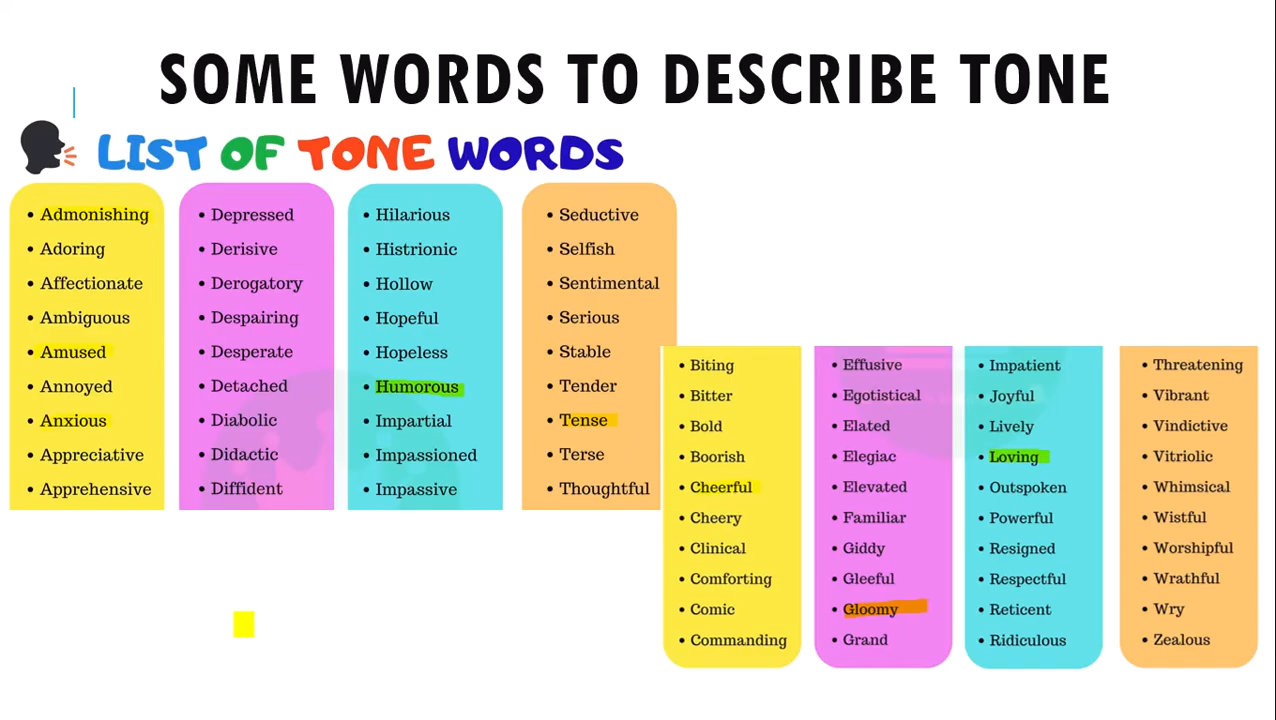 SOME WORDS TO DESCRIBE TONE
LIST OF TONE WORDS
• Admonishing
• Adoring
• Affectionate
• Ambiguous
• Amused
• Annoyed
• Anxious
• Appreciative
• Apprehensive
• Depressed
• Derisive
• Derogatory
• Despairing
• Desperate
• Detached
• Diabolic
• Didactic
• Diffident
• Hilarious
• Histrionic
• Hollow
• Hopeful
• Hopeless
• Humorous
• Impartial
• Impassioned
• Impassive
• Seductive
• Selfish
• Sentimental
• Serious
• Stable
• Tender
• Tense
• Terse
• Thoughtful
• Biting
• Bitter
• Bold
• Boorish
• Cheerful
• Cheery
• Clinical
• Comforting
• Comic
• Commanding
• Effusive
• Egotistical
• Elated
• Elegiac
• Elevated
• Familiar
• Giddy
• Gleeful
• Gloomy
• Grand
• Impatient
• Joyful
• Lively
• Loving
• Outspoken
• Powerful
• Resigned
• Respectful
• Reticent
• Ridiculous
• Threatening
• Vibrant
• Vindictive
• Vitriolic
• Whimsical
• Wistful
• Worshipful
• Wrathful
• Wry
• Zealous